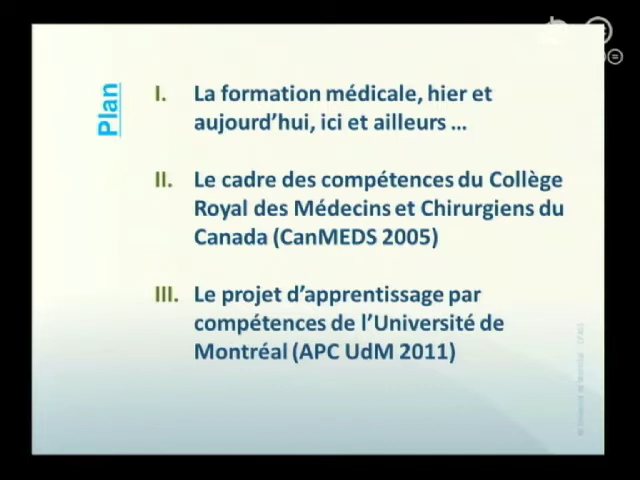 Plan
I. La formation médicale, hier et
aujourd'hui, ici et ailleurs …
II. Le cadre des compétences du Collège
Royal des Médecins et Chirurgiens du
Canada (CanMEDS 2005)
III. Le projet d'apprentissage par
compétences de l'Université de
Montréal (APC UdM 2011)